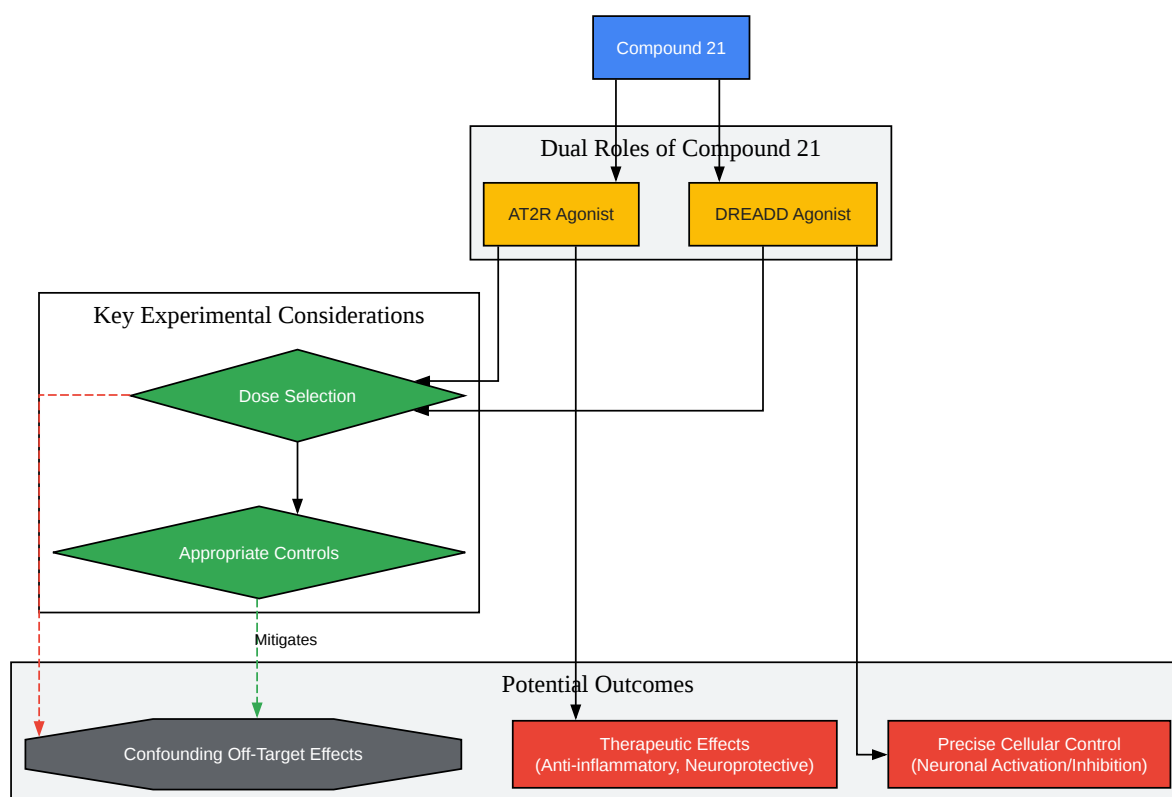 Compound 21
Dual Roles of Compound 21
AT2R Agonist
DREADD Agonist
Key Experimental Considerations
Dose Selection
Appropriate Controls
Mitigates
Potential Outcomes
Confounding Off-Target Effects
Therapeutic Effects
(Anti-inflammatory, Neuroprotective)
Precise Cellular Control
(Neuronal Activation/Inhibition)